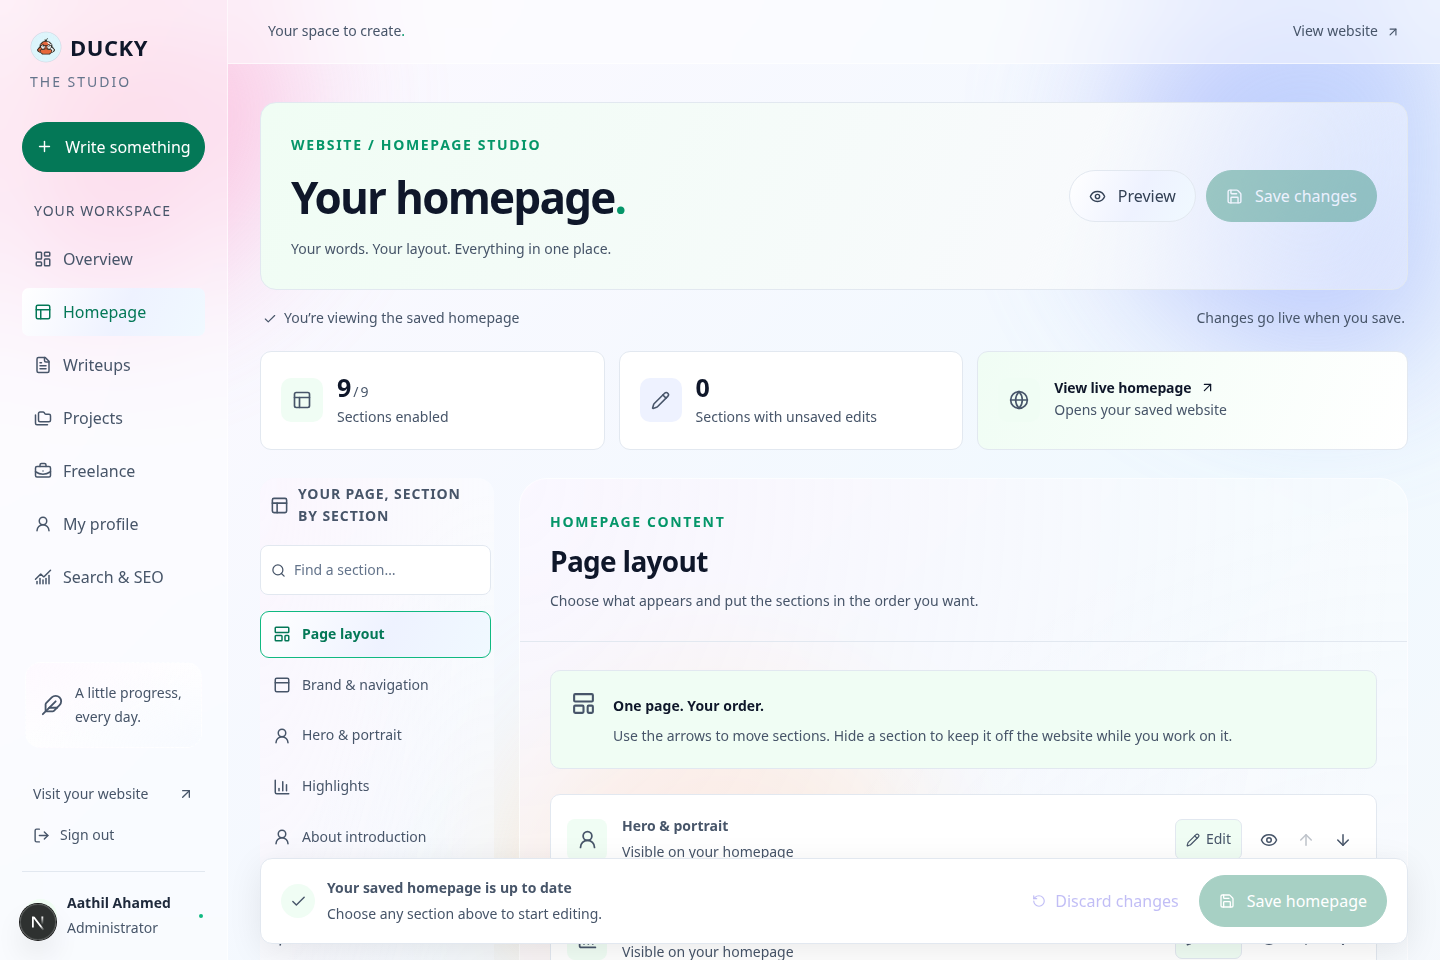 DUCKY
THE STUDIO
Write something
YOUR WORKSPACE
Overview
Homepage
Writeups
Projects
Freelance
My profile
Search & SEO
A little progress,
every day.
Visit your website
Sign out
Aathil Ahamed
Administrator
N
Your space to create.
View website
WEBSITE / HOMEPAGE STUDIO
Your homepage.
Your words. Your layout. Everything in one place.
Preview
Save changes
You're viewing the saved homepage
Changes go live when you save.
9 / 9
Sections enabled
0
Sections with unsaved edits
View live homepage
Opens your saved website
YOUR PAGE, SECTION
BY SECTION
Find a section...
Page layout
Brand & navigation
Hero & portrait
Highlights
About introduction
HOMEPAGE CONTENT
Page layout
Choose what appears and put the sections in the order you want.
One page. Your order.
Use the arrows to move sections. Hide a section to keep it off the website while you work on it.
Hero & portrait
Visible on your homepage
Edit
Your saved homepage is up to date
Choose any section above to start editing.
Discard changes
Save homepage
Visible on your homepage